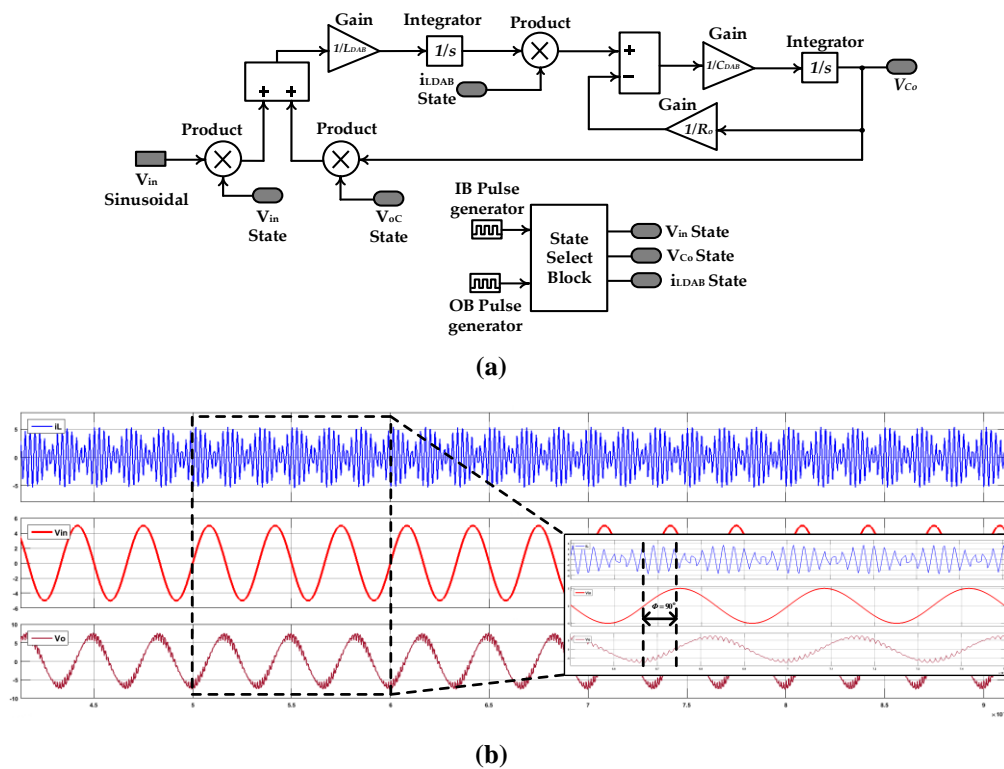 Gain
Integrator
Product
Gain
Integrator
1/LDAB
1/s
+
−
1/CDAB
1/s
VCo
iLDAB
State
Gain
1/Ro
+ +
Product
Product
Vin
Sinusoidal
Vin
State
VoC
State
IB Pulse
generator
State
Select
Block
Vin State
VCo State
iLDAB State
OB Pulse
generator
(a)
iL
5
0
-5
6
Vin
4
2
0
-2
-4
-6
Φ = 90°
10
Vo
5
0
-5
-10
4.5
5
5.5
6
6.5
7
7.5
8
8.5
9
(b)